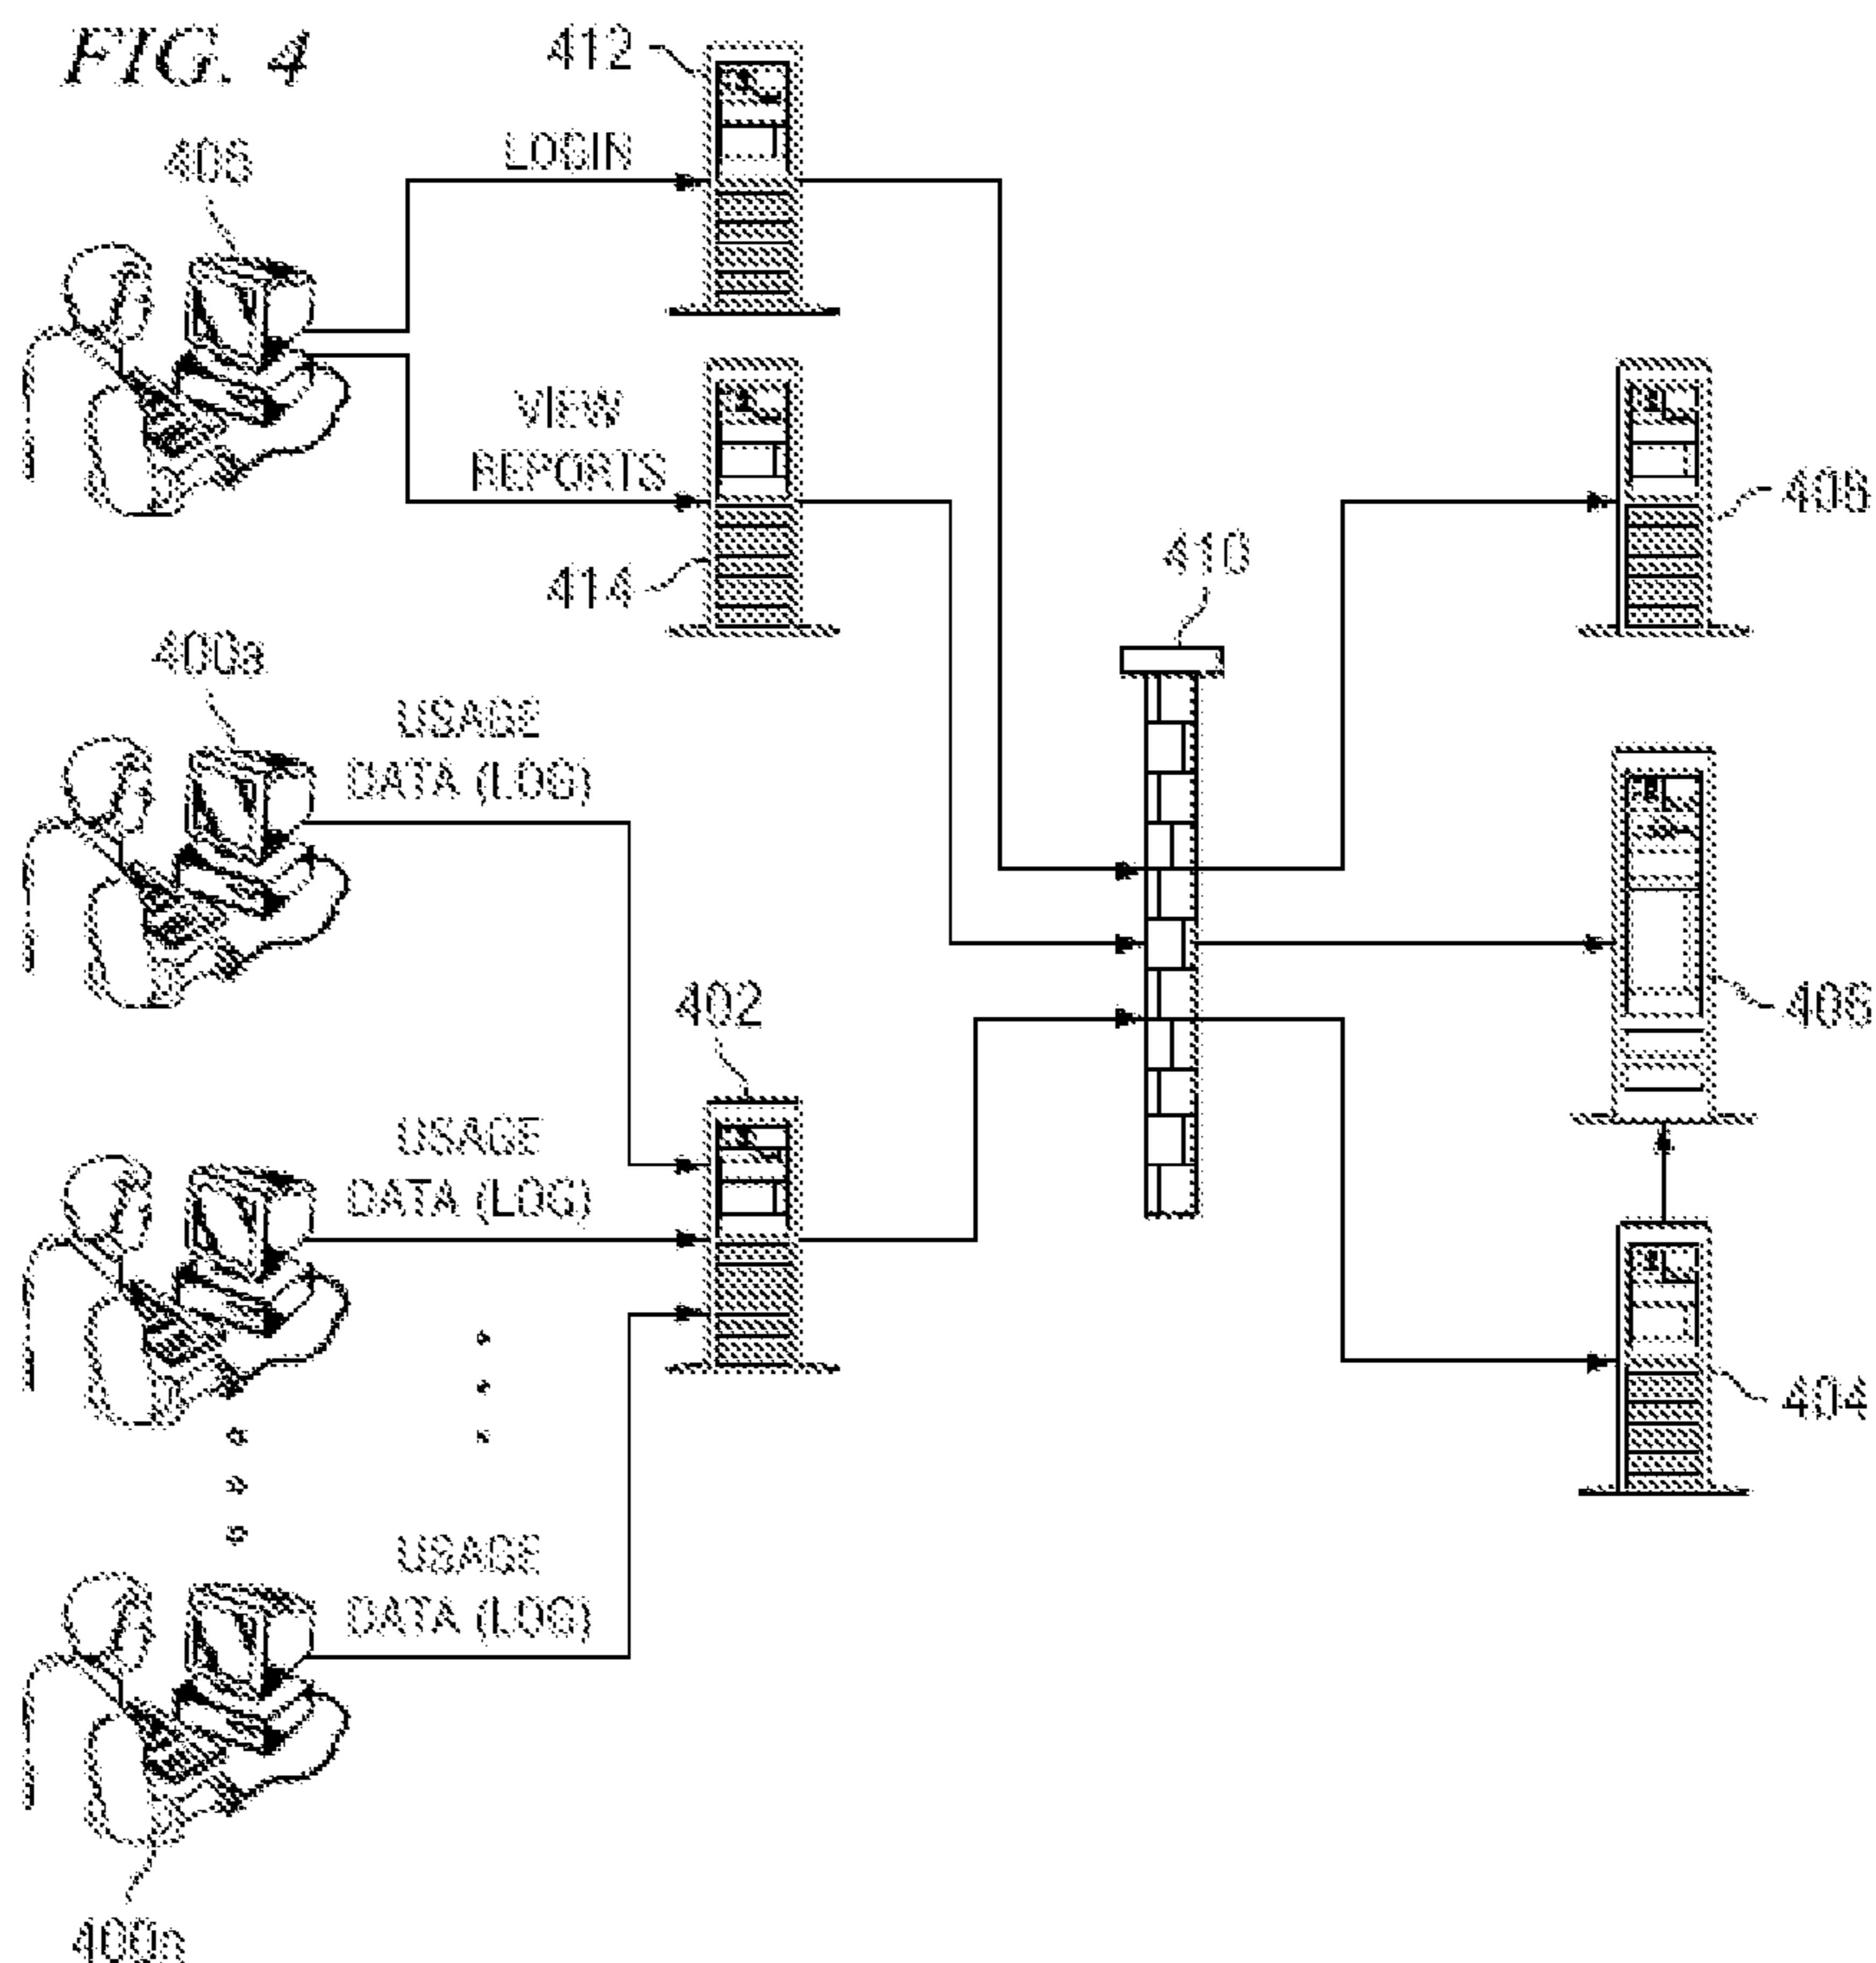 FIG. 4
412
LOGIN
VIEW
REPORTS
414
410
400a
USAGE
DATA (LOG)
402
USAGE
DATA (LOG)
404
USAGE
DATA (LOG)
400n